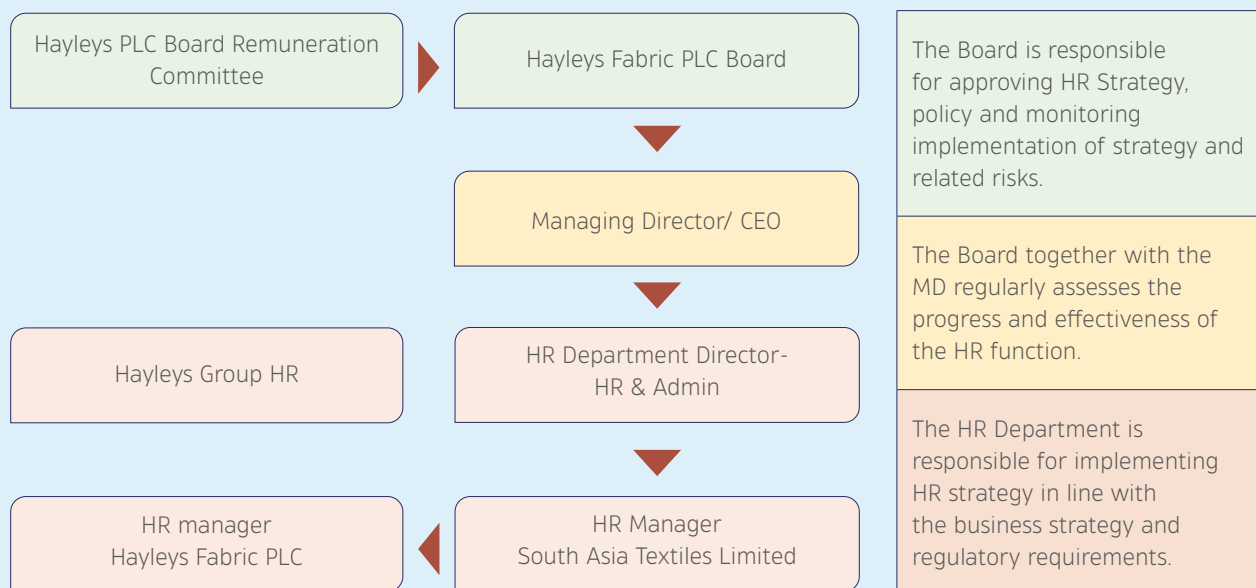 Hayleys PLC Board Remuneration
Committee
Hayleys Fabric PLC Board
Managing Director/ CEO
Hayleys Group HR
HR Department Director-
HR & Admin
HR manager
Hayleys Fabric PLC
HR Manager
South Asia Textiles Limited
The Board is responsible
for approving HR Strategy,
policy and monitoring
implementation of strategy and
related risks.
The Board together with the
MD regularly assesses the
progress and effectiveness of
the HR function.
The HR Department is
responsible for implementing
HR strategy in line with
the business strategy and
regulatory requirements.